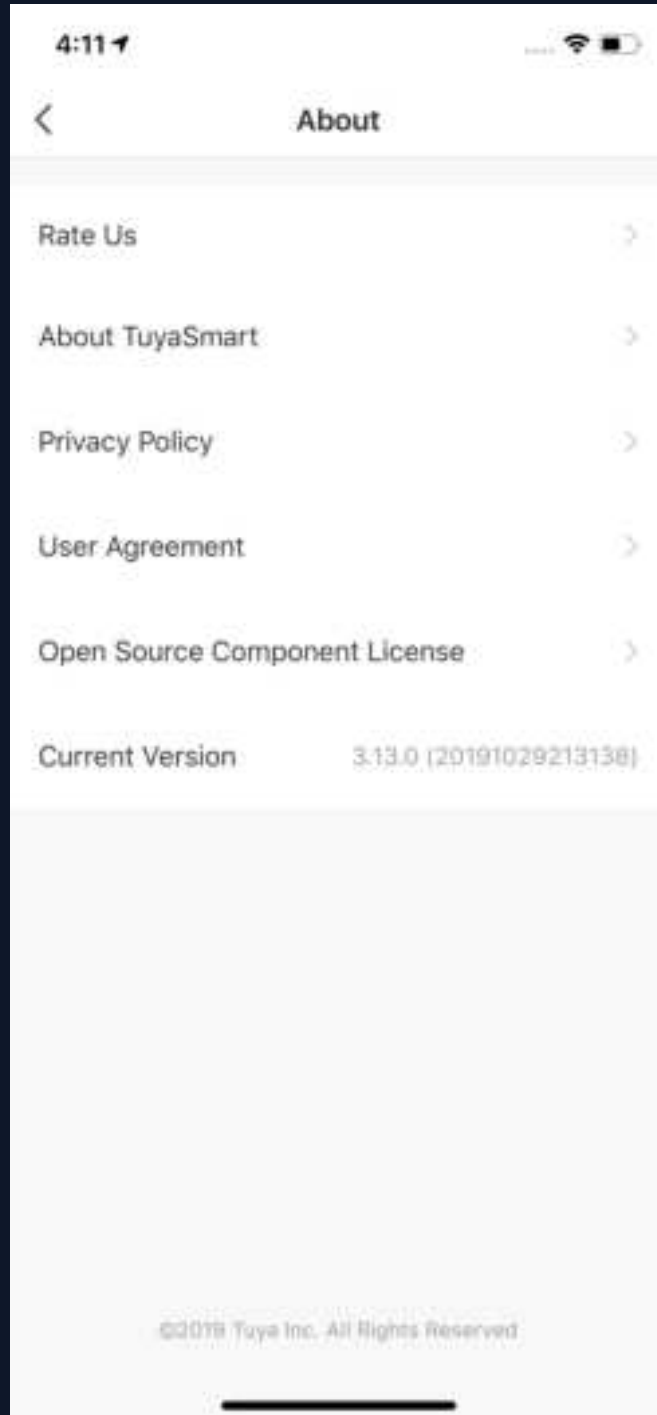 4:11
About
Rate Us
About TuyaSmart
Privacy Policy
User Agreement
Open Source Component License
Current Version 3.13.0 (20191029213138)
©2019 Tuya Inc. All Rights Reserved